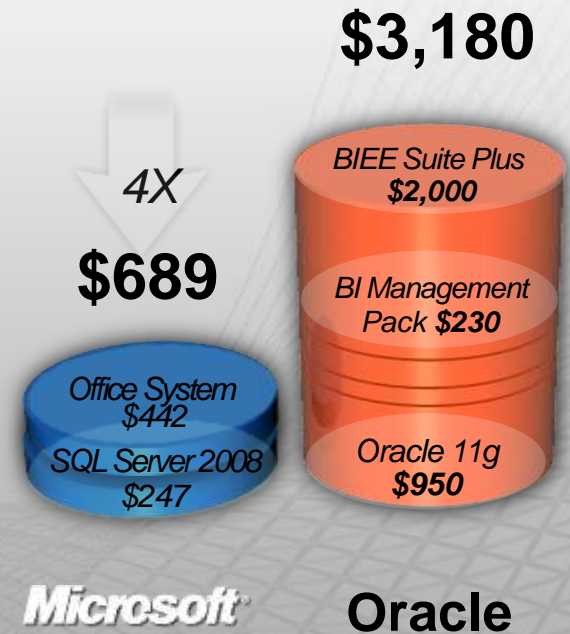 $3,180
4X
$689
BIEE Suite Plus
$2,000
BI Management
Pack $230
Office System
$442
SQL Server 2008
$247
Oracle 11g
$950
Microsoft
Oracle